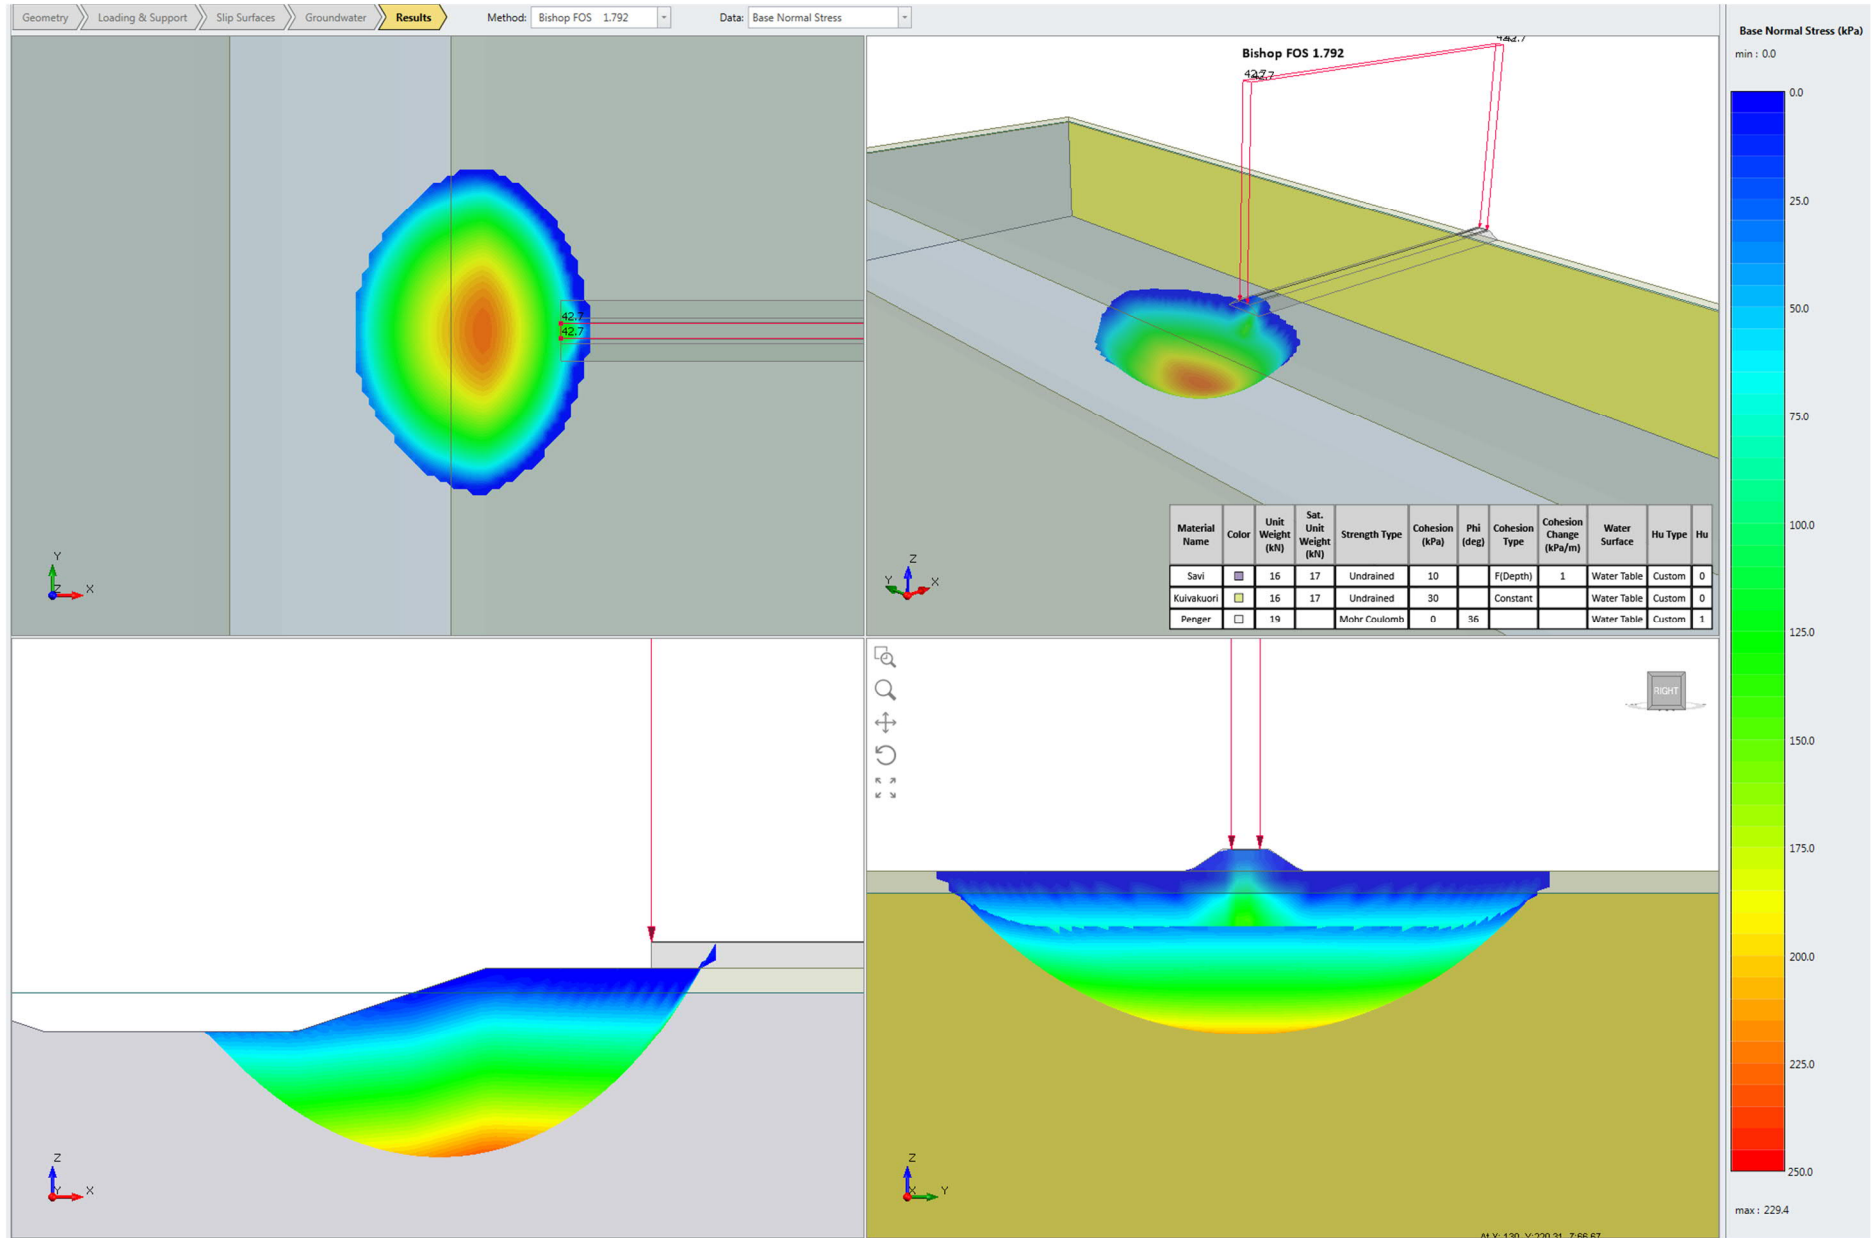 Geometry Loading & Support Slip Surfaces Groundwater Results Method: Bishop FOS 1.792 Data: Base Normal Stress
42.7
42.7
Y
Z X
Bishop FOS 1.792
42.7
Z
Y X
Material Name Color Unit Weight (kN) Sat. Unit Weight (kN) Strength Type Cohesion (kPa) Phi (deg) Cohesion Type Cohesion Change (kPa/m) Water Surface Hu Type Hu
Savi 16 17 Undrained 10 F(Depth) 1 Water Table Custom 0
Kuivakuori 16 17 Undrained 30 Constant Water Table Custom 0
Penger 19 Mohr Coulomb 0 36 Water Table Custom 1
Z
Y X
RIGHT
Z
X Y
Base Normal Stress (kPa)
min : 0.0
0.0
25.0
50.0
75.0
100.0
125.0
150.0
175.0
200.0
225.0
250.0
max : 229.4